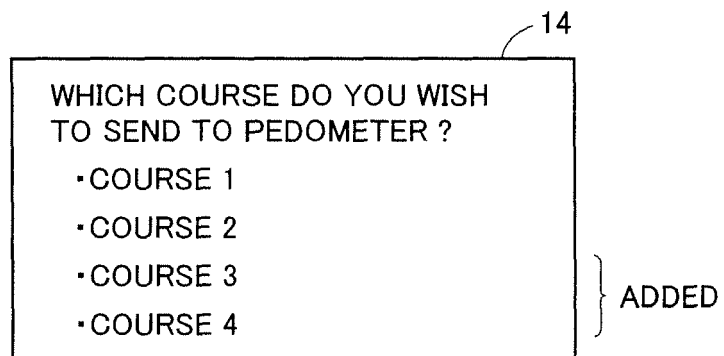 14
WHICH COURSE DO YOU WISH
TO SEND TO PEDOMETER ?
・COURSE 1
・COURSE 2
・COURSE 3
・COURSE 4
ADDED